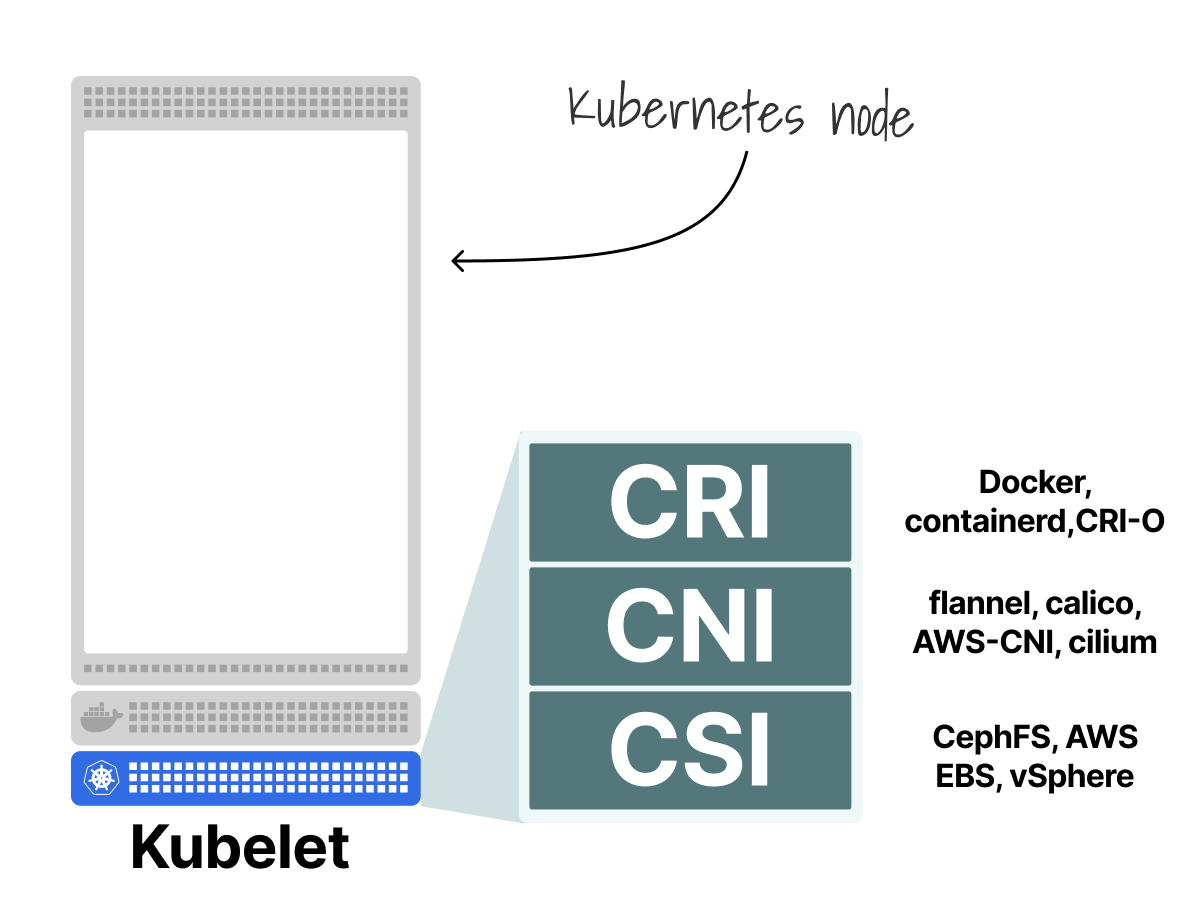 Kubernetes node
CRI
Docker,
containerd,CRI-O
CNI
flannel, calico,
AWS-CNI, cilium
CSI
CephFS, AWS
EBS, vSphere
Kubelet